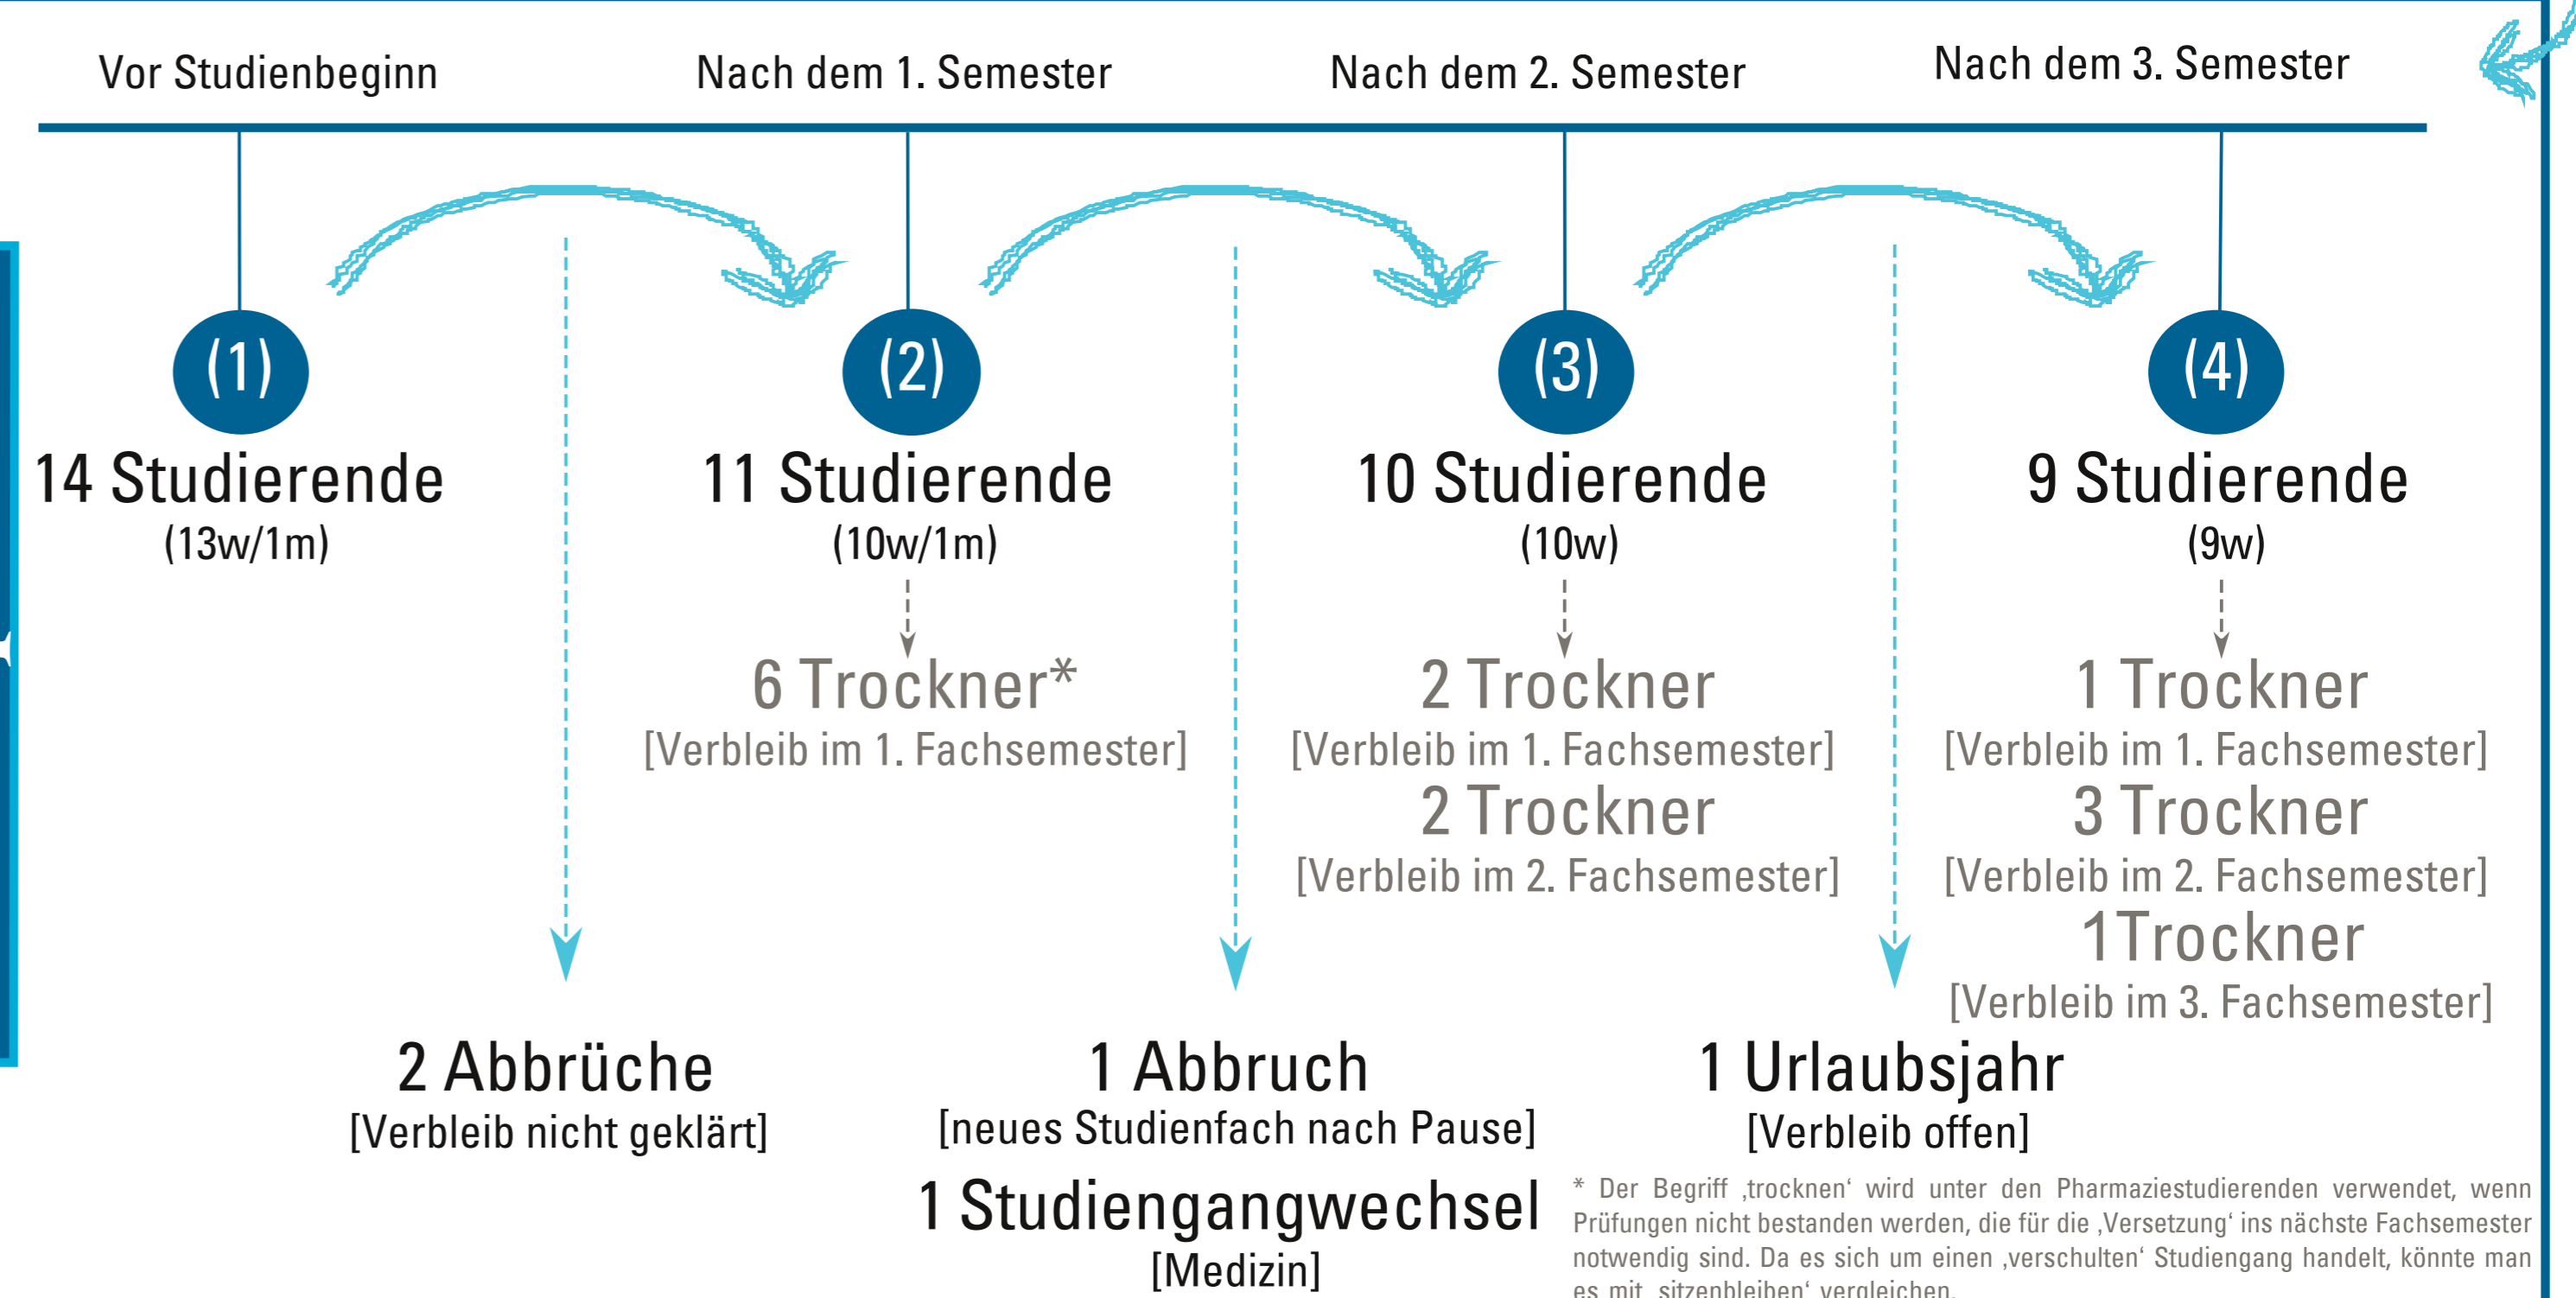 Vor Studienbeginn
Nach dem 1. Semester
Nach dem 2. Semester
Nach dem 3. Semester
(1)
(2)
(3)
(4)
14 Studierende
(13w/1m)
11 Studierende
(10w/1m)
10 Studierende
(10w)
9 Studierende
(9w)
6 Trockner*
[Verbleib im 1. Fachsemester]
2 Trockner
[Verbleib im 1. Fachsemester]
2 Trockner
[Verbleib im 2. Fachsemester]
1 Trockner
[Verbleib im 1. Fachsemester]
3 Trockner
[Verbleib im 2. Fachsemester]
1Trockner
[Verbleib im 3. Fachsemester]
2 Abbrüche
[Verbleib nicht geklärt]
1 Abbruch
[neues Studienfach nach Pause]
1 Studiengangwechsel
[Medizin]
1 Urlaubsjahr
[Verbleib offen]
* Der Begriff ‚trocknen‘ wird unter den Pharmaziestudierenden verwendet, wenn
Prüfungen nicht bestanden werden, die für die ‚Versetzung‘ ins nächste Fachsemester
notwendig sind. Da es sich um einen ‚verschulten‘ Studiengang handelt, könnte man
es mit ‚sitzenbleiben‘ vergleichen.